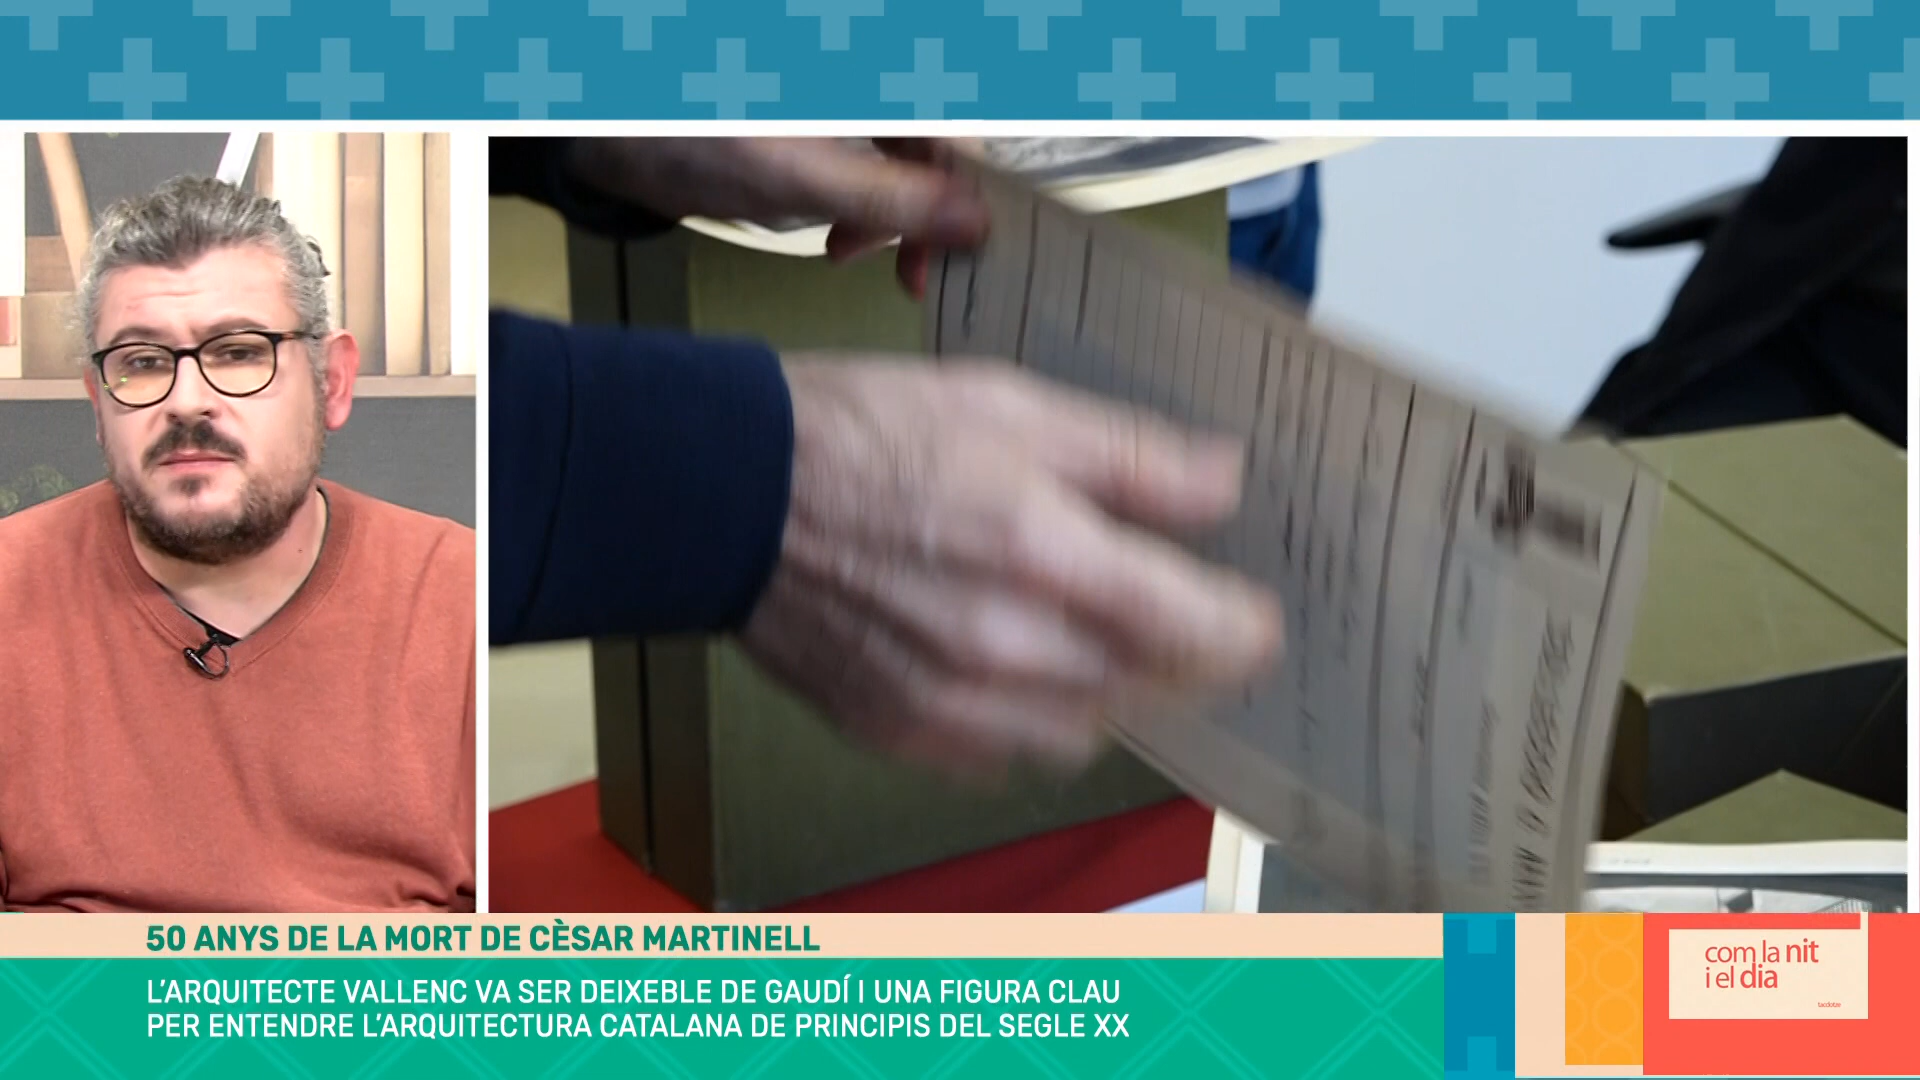 50 ANYS DE LA MORT DE CÈSAR MARTINELL
L'ARQUITECTE VALLENC VA SER DEIXEBLE DE GAUDÍ I UNA FIGURA CLAU
PER ENTENDRE L'ARQUITECTURA CATALANA DE PRINCIPIS DEL SEGLE XX
com la nit
i el dia
tacdotze